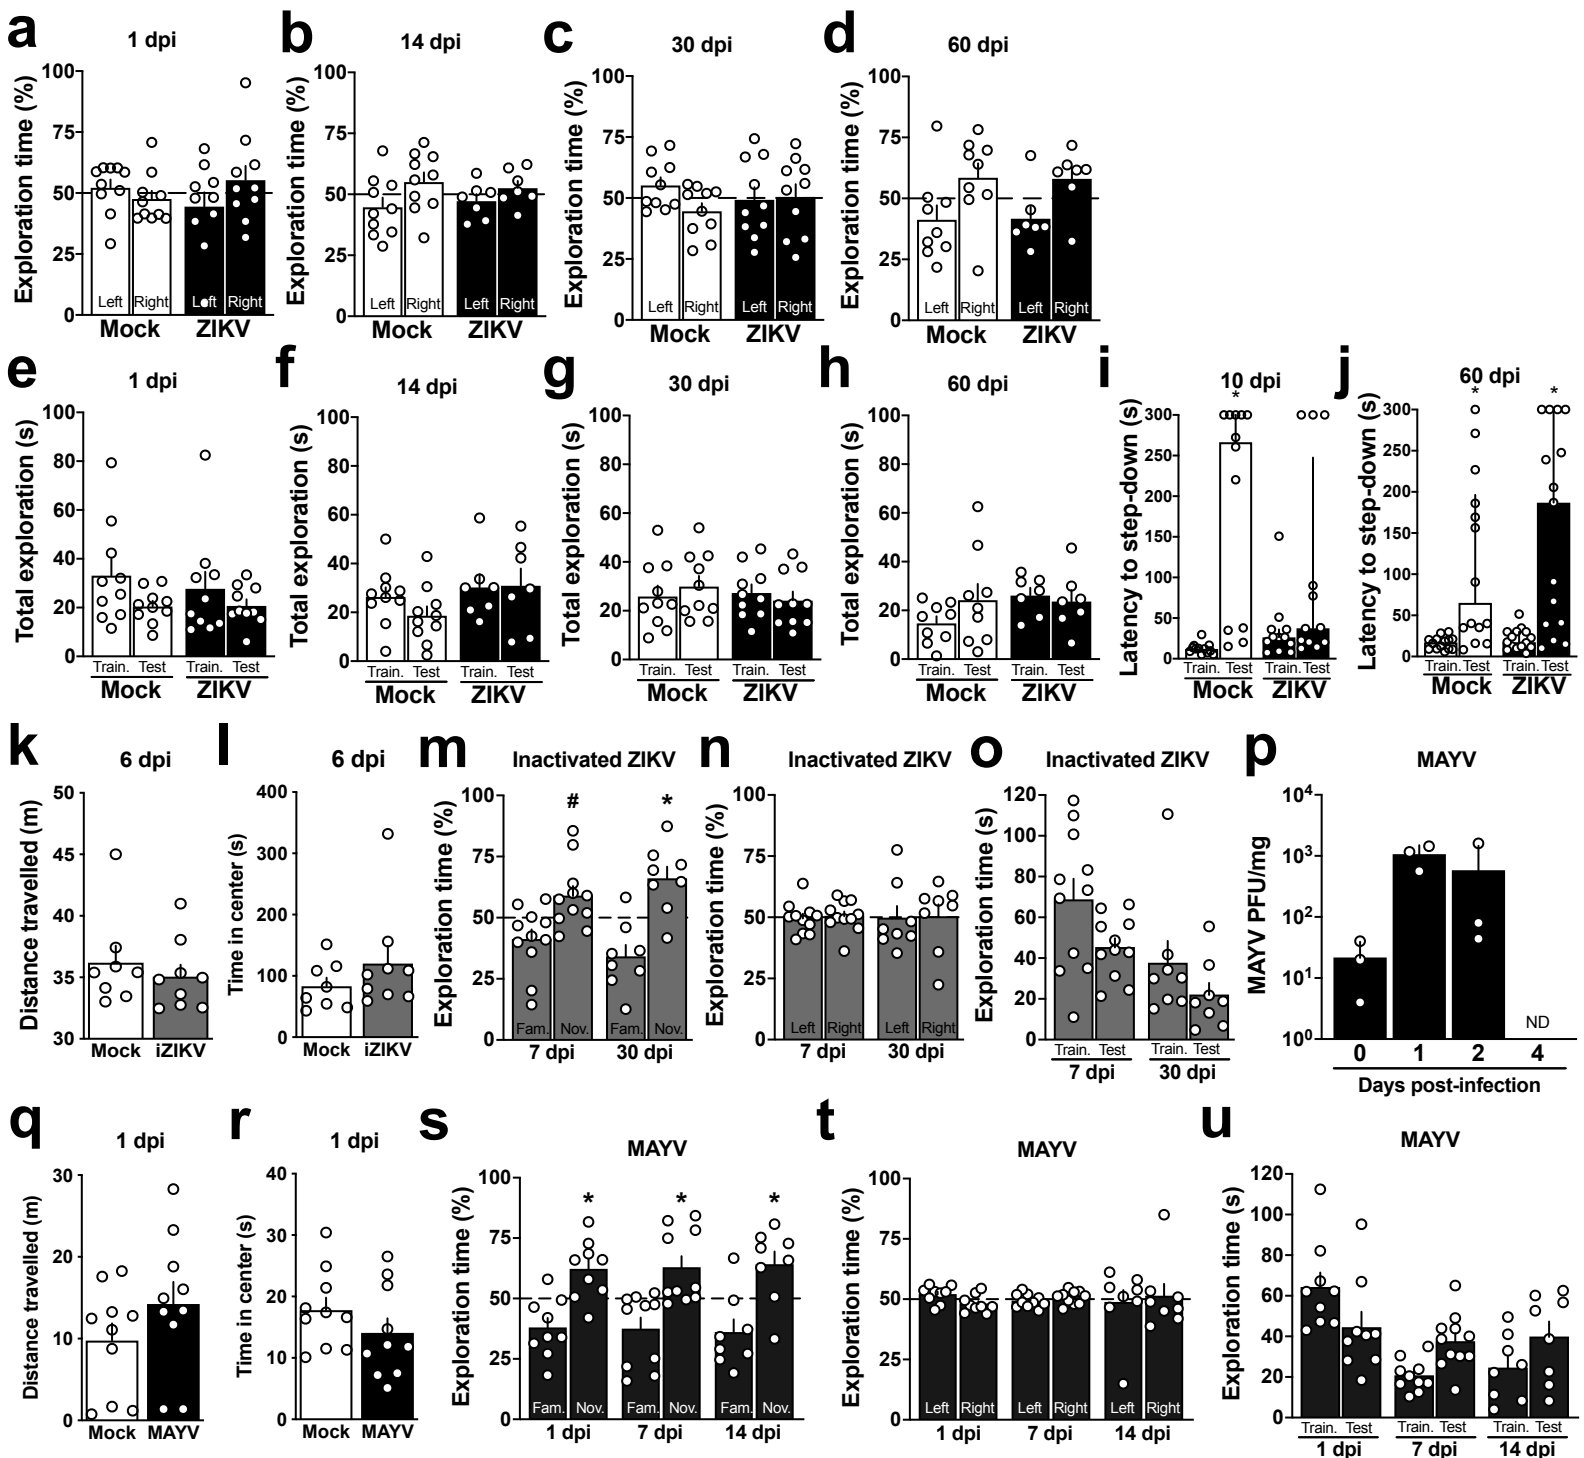 a
1 dpi
Exploration time (%)
100
75
50
25
0
Left
Right
Left
Right
Mock
ZIKV
b
14 dpi
Exploration time (%)
100
75
50
25
0
Left
Right
Left
Right
Mock
ZIKV
c
30 dpi
Exploration time (%)
100
75
50
25
0
Left
Right
Left
Right
Mock
ZIKV
d
60 dpi
Exploration time (%)
100
75
50
25
0
Left
Right
Left
Right
Mock
ZIKV
e
1 dpi
Total exploration (s)
100
80
60
40
20
0
Train.
Test
Train.
Test
Mock
ZIKV
f
14 dpi
Total exploration (s)
100
80
60
40
20
0
Train.
Test
Train.
Test
Mock
ZIKV
g
30 dpi
Total exploration (s)
100
80
60
40
20
0
Train.
Test
Train.
Test
Mock
ZIKV
h
60 dpi
Total exploration (s)
100
80
60
40
20
0
Train.
Test
Train.
Test
Mock
ZIKV
i
10 dpi
*
Latency to step-down (s)
300
250
200
150
100
50
0
Train.
Test
Train.
Test
Mock
ZIKV
j
60 dpi
*
*
Latency to step-down (s)
300
250
200
150
100
50
0
Train.
Test
Train.
Test
Mock
ZIKV
k
6 dpi
Distance travelled (m)
50
45
40
35
30
Mock
iZIKV
l
6 dpi
Time in center (s)
400
300
200
100
0
Mock
iZIKV
m
Inactivated ZIKV
#
*
Exploration time (%)
100
75
50
25
0
Fam.
Nov.
Fam.
Nov.
7 dpi
30 dpi
n
Inactivated ZIKV
Exploration time (%)
100
75
50
25
0
Left
Right
Left
Right
7 dpi
30 dpi
o
Inactivated ZIKV
Exploration time (s)
120
100
80
60
40
20
0
Train.
Test
Train.
Test
7 dpi
30 dpi
p
MAYV
MAYV PFU/mg
10⁴
10³
10²
10¹
10⁰
ND
0
1
2
4
Days post-infection
q
1 dpi
Distance travelled (m)
30
20
10
0
Mock
MAYV
r
1 dpi
Time in center (s)
40
30
20
10
0
Mock
MAYV
s
MAYV
*
*
*
Exploration time (%)
100
75
50
25
0
Fam.
Nov.
Fam.
Nov.
Fam.
Nov.
1 dpi
7 dpi
14 dpi
t
MAYV
Exploration time (%)
100
75
50
25
0
Left
Right
Left
Right
Left
Right
1 dpi
7 dpi
14 dpi
u
MAYV
Exploration time (s)
120
100
80
60
40
20
0
Train.
Test
Train.
Test
Train.
Test
1 dpi
7 dpi
14 dpi